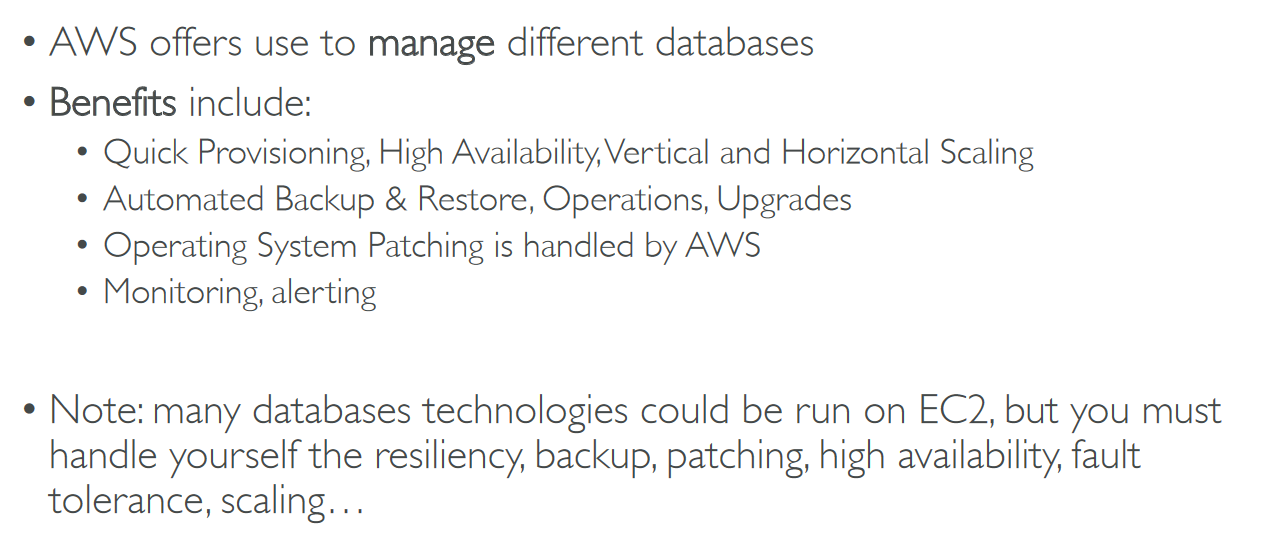 • AWS offers use to manage different databases
• Benefits include:
• Quick Provisioning, High Availability, Vertical and Horizontal Scaling
• Automated Backup & Restore, Operations, Upgrades
• Operating System Patching is handled by AWS
• Monitoring, alerting
• Note: many databases technologies could be run on EC2, but you must
handle yourself the resiliency, backup, patching, high availability, fault
tolerance, scaling…